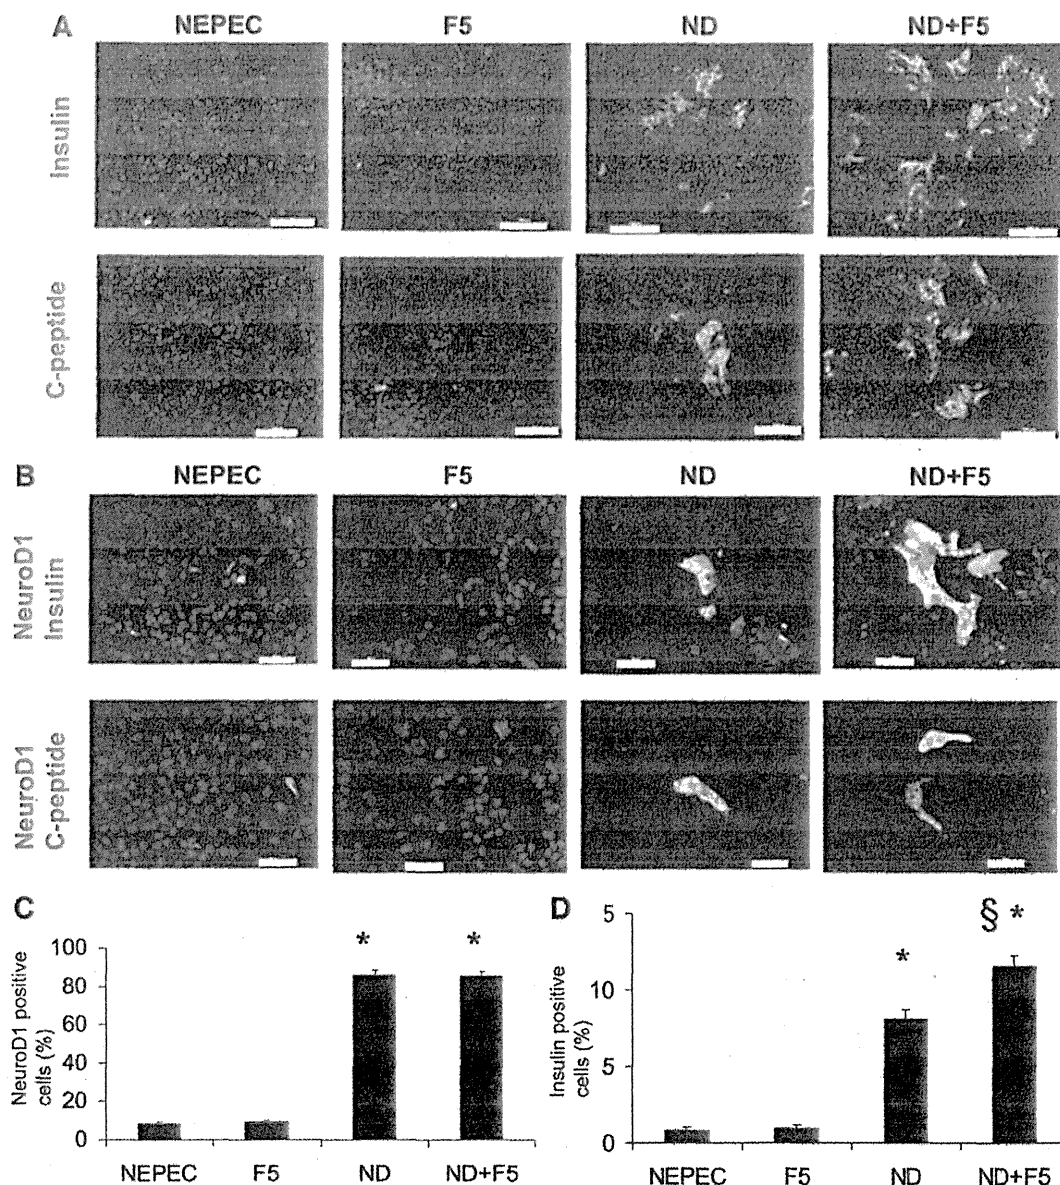 A
NEPEC F5 ND ND+F5
Insulin
C-peptide
B
NEPEC F5 ND ND+F5
NeuroD1
Insulin
NeuroD1
C-peptide
C
NeuroD1 positive
cells (%)
100
80
60
40
20
0
* *
NEPEC F5 ND ND+F5
D
Insulin positive
cells (%)
5
10
5
0
* § *
NEPEC F5 ND ND+F5